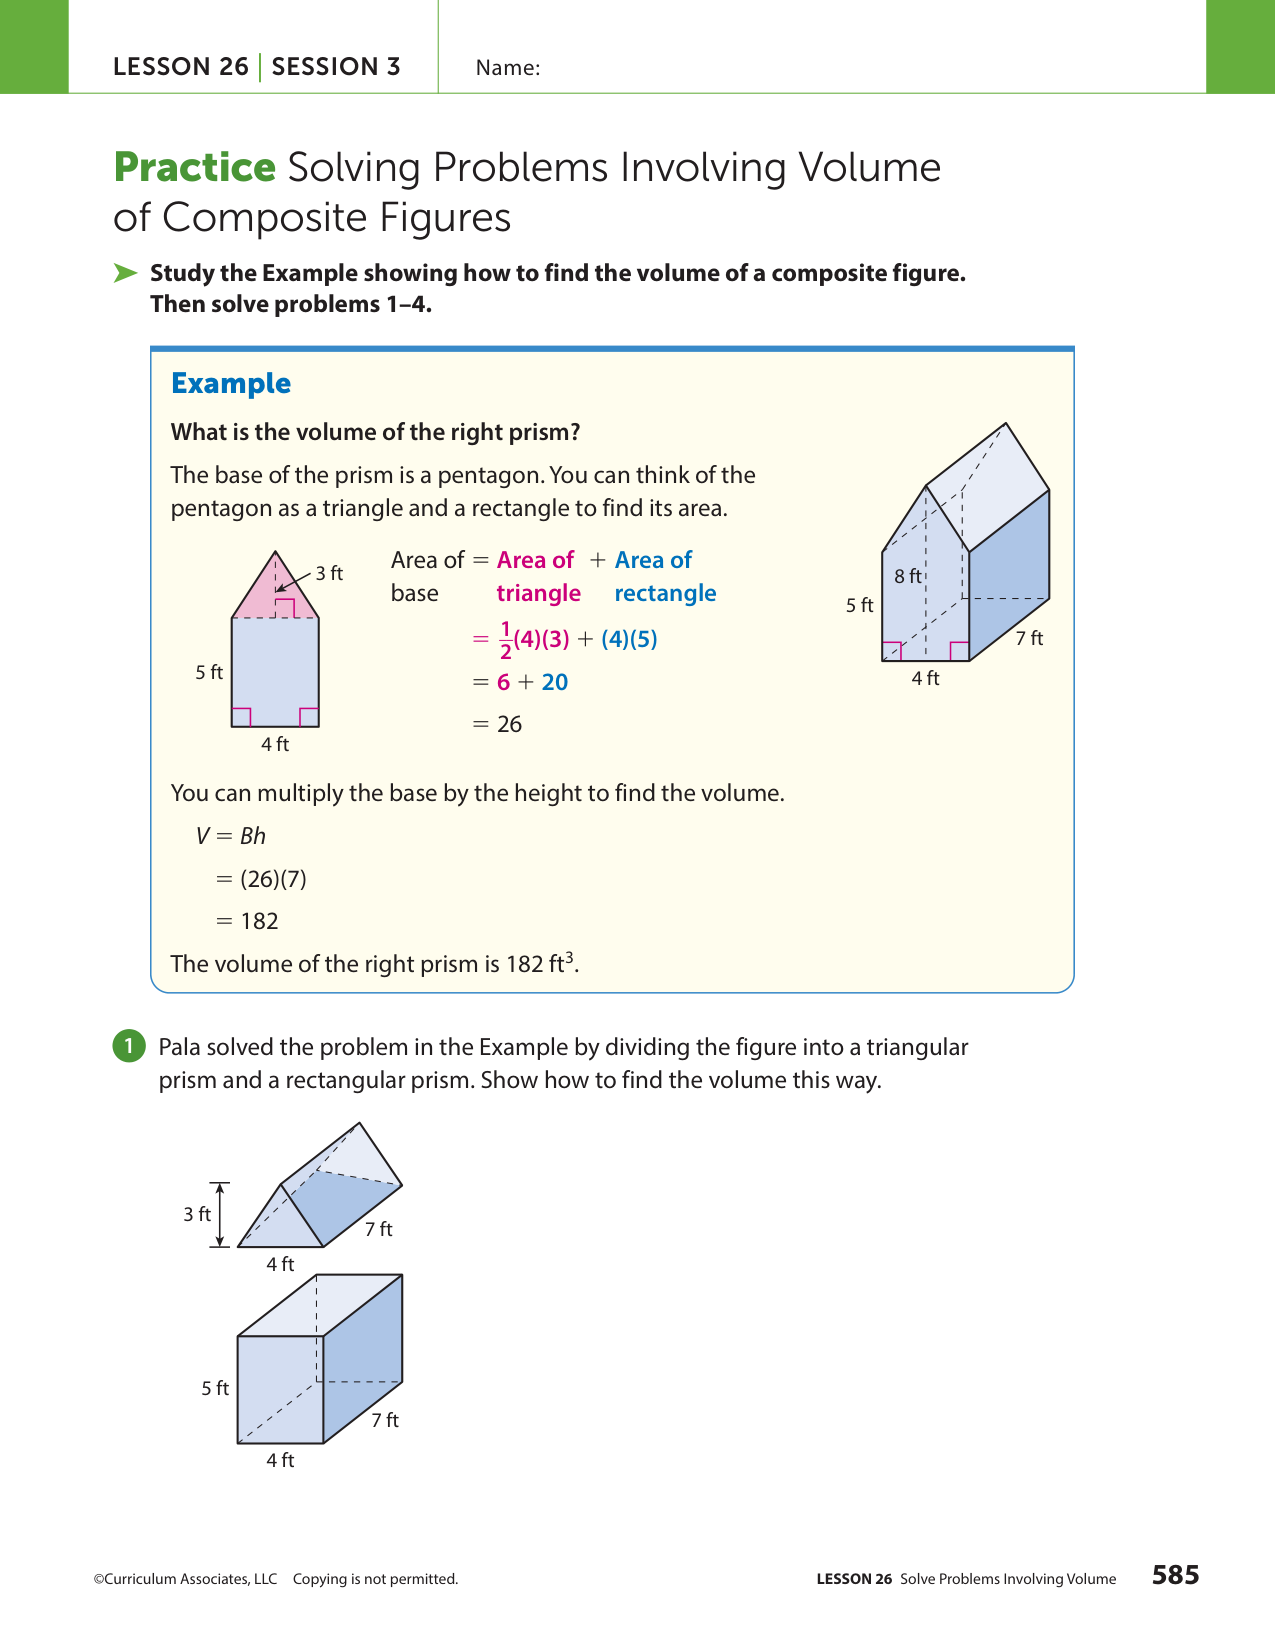 LESSON 26 | SESSION 3
Name:
Practice Solving Problems Involving Volume
of Composite Figures
➤ Study the Example showing how to find the volume of a composite figure.
Then solve problems 1–4.
Example
What is the volume of the right prism?
The base of the prism is a pentagon. You can think of the
pentagon as a triangle and a rectangle to find its area.
3 ft
5 ft
4 ft
Area of = Area of + Area of
base triangle rectangle
= 1/2(4)(3) + (4)(5)
= 6 + 20
= 26
8 ft
5 ft
7 ft
4 ft
You can multiply the base by the height to find the volume.
V = Bh
= (26)(7)
= 182
The volume of the right prism is 182 ft³.
1 Pala solved the problem in the Example by dividing the figure into a triangular
prism and a rectangular prism. Show how to find the volume this way.
3 ft
7 ft
4 ft
5 ft
7 ft
4 ft
©Curriculum Associates, LLC Copying is not permitted.
LESSON 26 Solve Problems Involving Volume 585